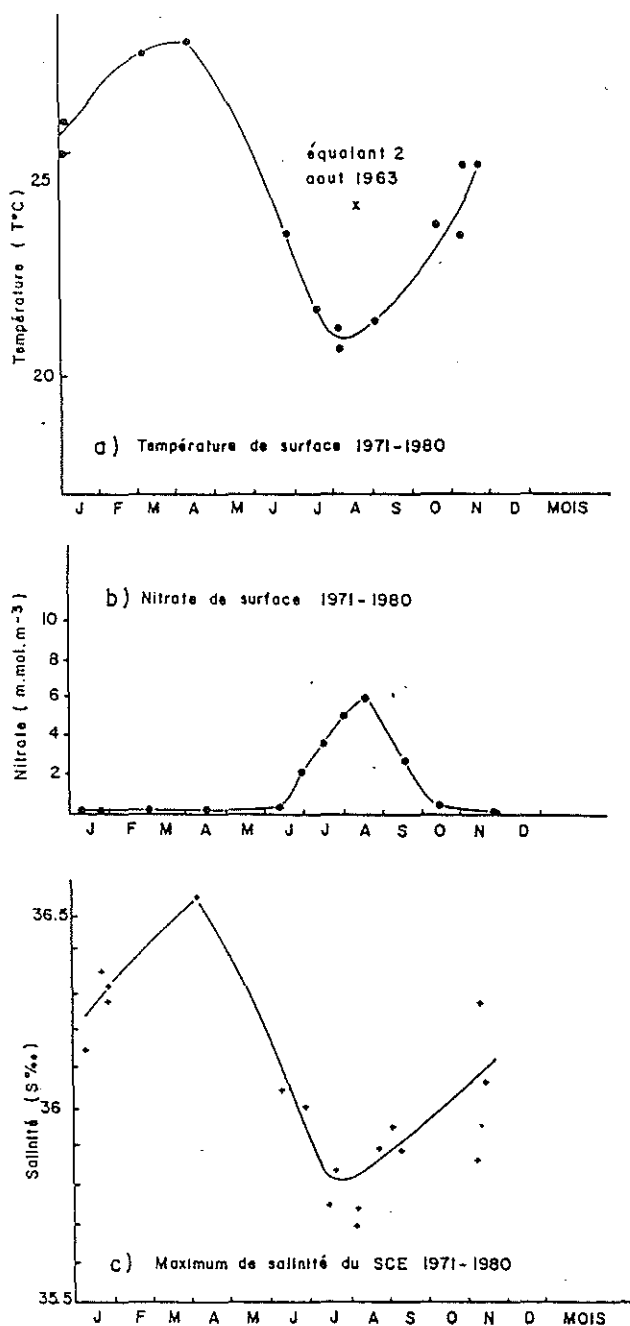 Température ( T°C)
25
20
équalant 2
aout 1963
x
a) Température de surface 1971-1980
J F M A M J J A S O N D MOIS
b) Nitrate de surface 1971-1980
Nitrate ( m.mol.m-3)
10
8
6
4
2
J F M A M J J A S O N D
Salinité (S‰)
36.5
36
35.5
c) Maximum de salinité du SCE 1971-1980
J F M A M J J A S O N D MOIS